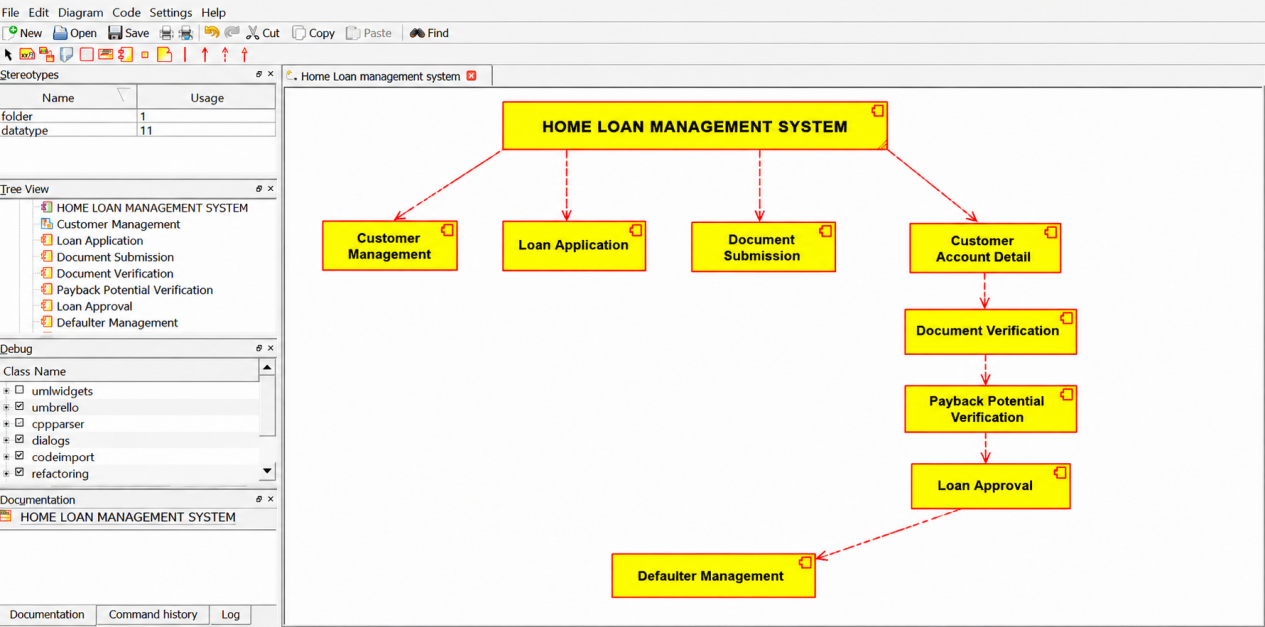 File Edit Diagram Code Settings Help
New Open Save Cut Copy Paste Find
Stereotypes
Name Usage
folder 1
datatype 11
Tree View
HOME LOAN MANAGEMENT SYSTEM
Customer Management
Loan Application
Document Submission
Document Verification
Payback Potential Verification
Loan Approval
Defaulter Management
Debug
Class Name
umlwidgets
umbrello
cppparser
dialogs
codeimport
refactoring
Documentation
HOME LOAN MANAGEMENT SYSTEM
Documentation Command history Log
Home Loan management system
HOME LOAN MANAGEMENT SYSTEM
Customer
Management
Loan Application
Document
Submission
Customer
Account Detail
Document Verification
Payback Potential
Verification
Loan Approval
Defaulter Management